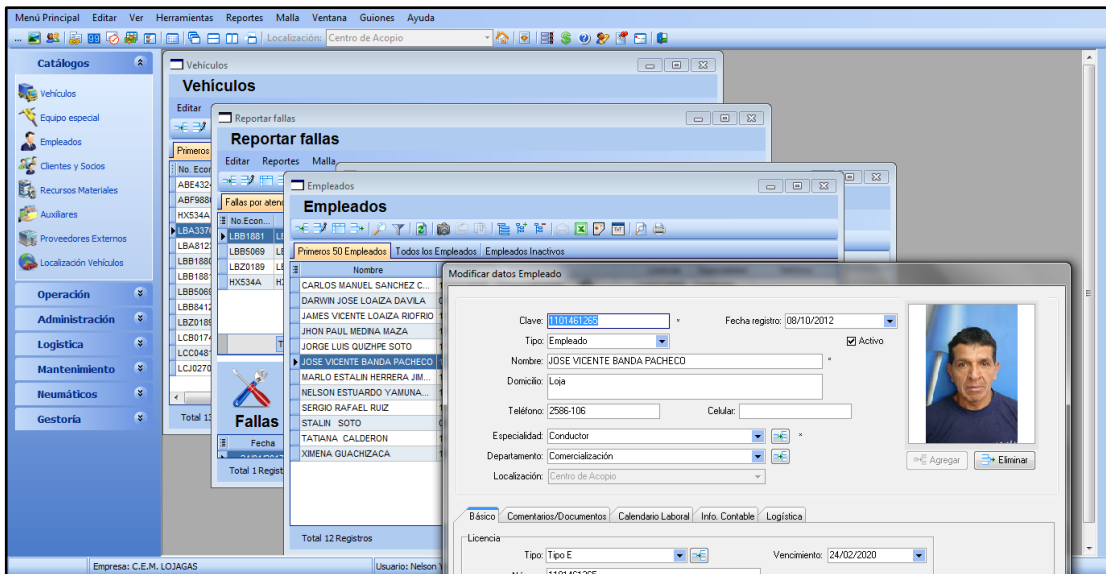 Menú Principal Editar Ver Herramientas Reportes Malla Ventana Guiones Ayuda
Localización: Centro de Acopio
Catálogos
Vehículos
Equipo especial
Empleados
Clientes y Socios
Recursos Materiales
Auxiliares
Proveedores Externos
Localización Vehículos
Operación
Administración
Logistica
Mantenimiento
Neumáticos
Gestoría
Vehículos
Vehículos
Editar
Primeros
No. Econ
ABE432
ABF988
HX534A
LBA337
LBA812
LBB1880
LBB188
LBB506
LBB8412
LBZ018
LCB017
LCC048
LCJ0270
Total 13
Reportar fallas
Reportar fallas
Editar Reportes Malla
Fallas por aten
No.Econ...
LBB1881
LBB5069
LBZ0189
HX534A
Fallas
Fecha
Total 1 Regist
Empleados
Empleados
Primeros 50 Empleados Todos los Empleados Empleados Inactivos
Nombre
CARLOS MANUEL SANCHEZ C...
DARWIN JOSE LOAIZA DAVILA
JAMES VICENTE LOAIZA RIOFRIO
JHON PAUL MEDINA MAZA
JORGE LUIS QUIZHPE SOTO
JOSE VICENTE BANDA PACHECO
MARLO ESTALIN HERRERA JIM...
NELSON ESTUARDO YAMUNA...
SERGIO RAFAEL RUIZ
STALIN SOTO
TATIANA CALDERON
XIMENA GUACHIZACA
Total 12 Registros
Modificar datos Empleado
Clave: 1101461265 * Fecha registro: 08/10/2012
Tipo: Empleado Activo
Nombre: JOSE VICENTE BANDA PACHECO *
Domicilio: Loja
Teléfono: 2586-106 Celular:
Especialidad: Conductor *
Departamento: Comercialización
Localización: Centro de Acopio
Agregar Eliminar
Básico Comentarios/Documentos Calendario Laboral Info. Contable Logística
Licencia
Tipo: Tipo E Vencimiento: 24/02/2020
1101461265
Empresa: C.E.M. LOJAGAS Usuario: Nelson